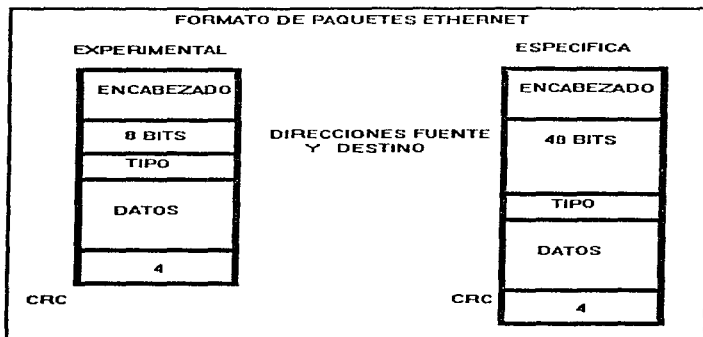 FORMATO DE PAQUETES ETHERNET
EXPERIMENTAL
ENCABEZADO
8 BITS
TIPO
DATOS
4
CRC
DIRECCIONES FUENTE
Y DESTINO
ESPECIFICA
ENCABEZADO
48 BITS
TIPO
DATOS
CRC
4